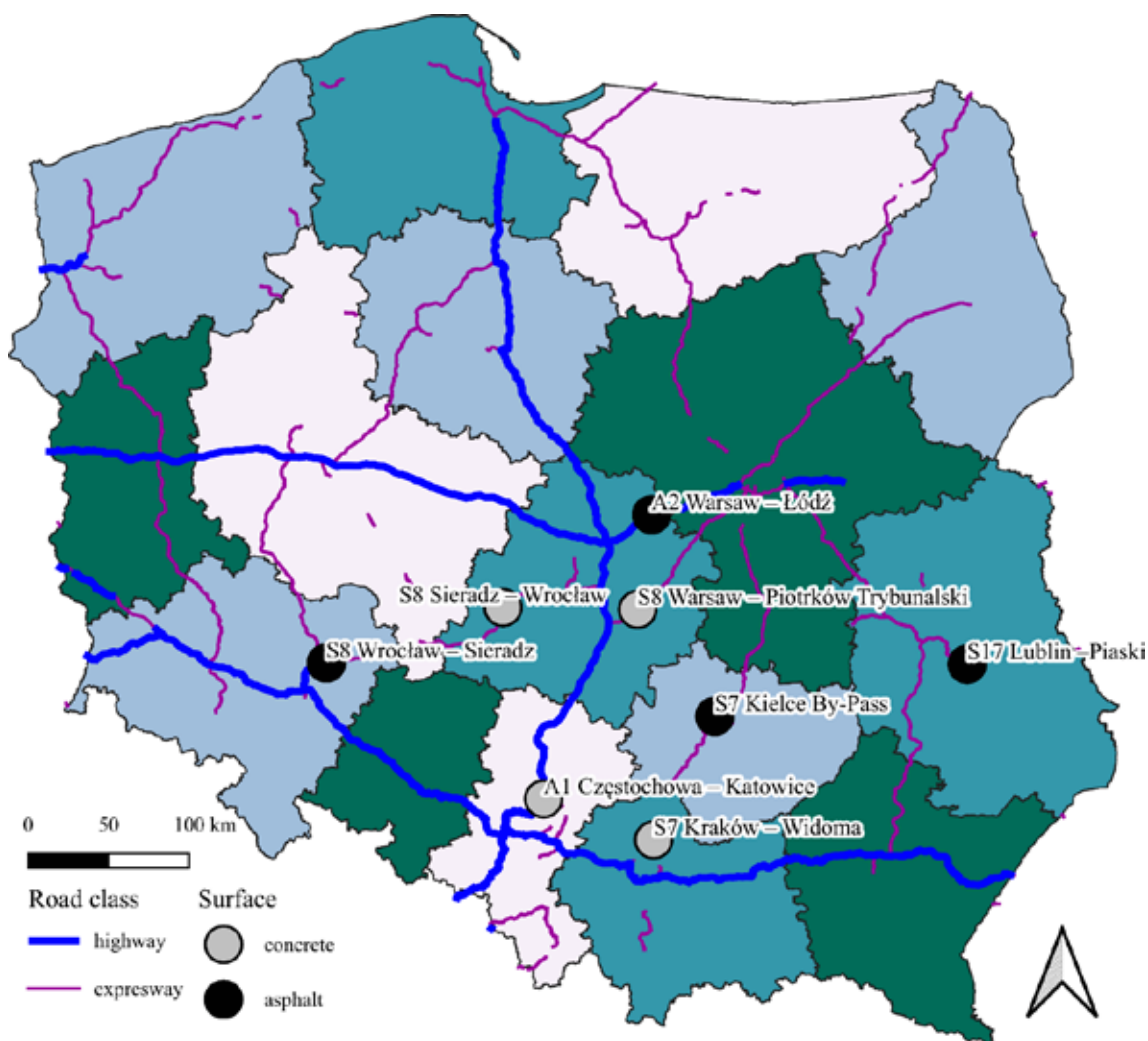 A2 Warsaw – Łódź
S8 Sieradz – Wrocław
S8 Warsaw – Piotrków Trybunalski
S8 Wrocław – Sieradz
S17 Lublin –Piaski
S7 Kielce By-Pass
A1 Częstochowa – Katowice
S7 Kraków – Widoma
0 50 100 km
Road class
highway
expresway
Surface
concrete
asphalt